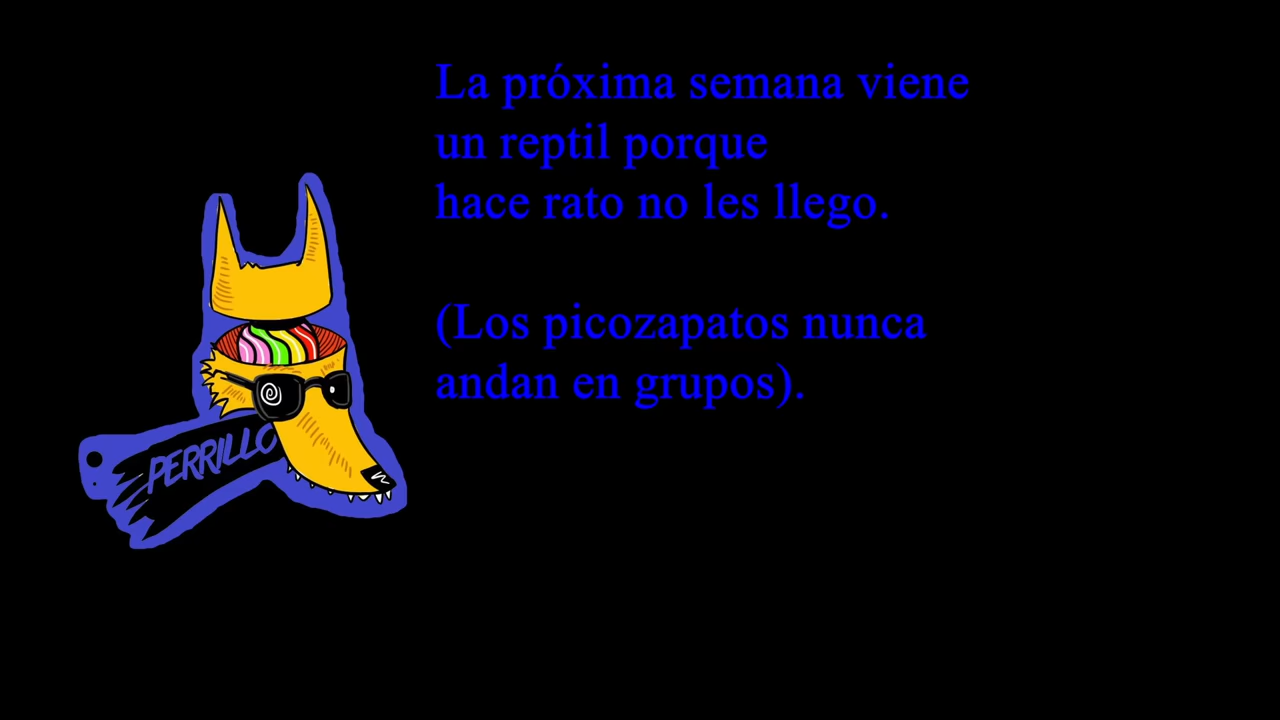 La próxima semana viene
un reptil porque
hace rato no les llego.
(Los picozapatos nunca
andan en grupos).
PERRILLO